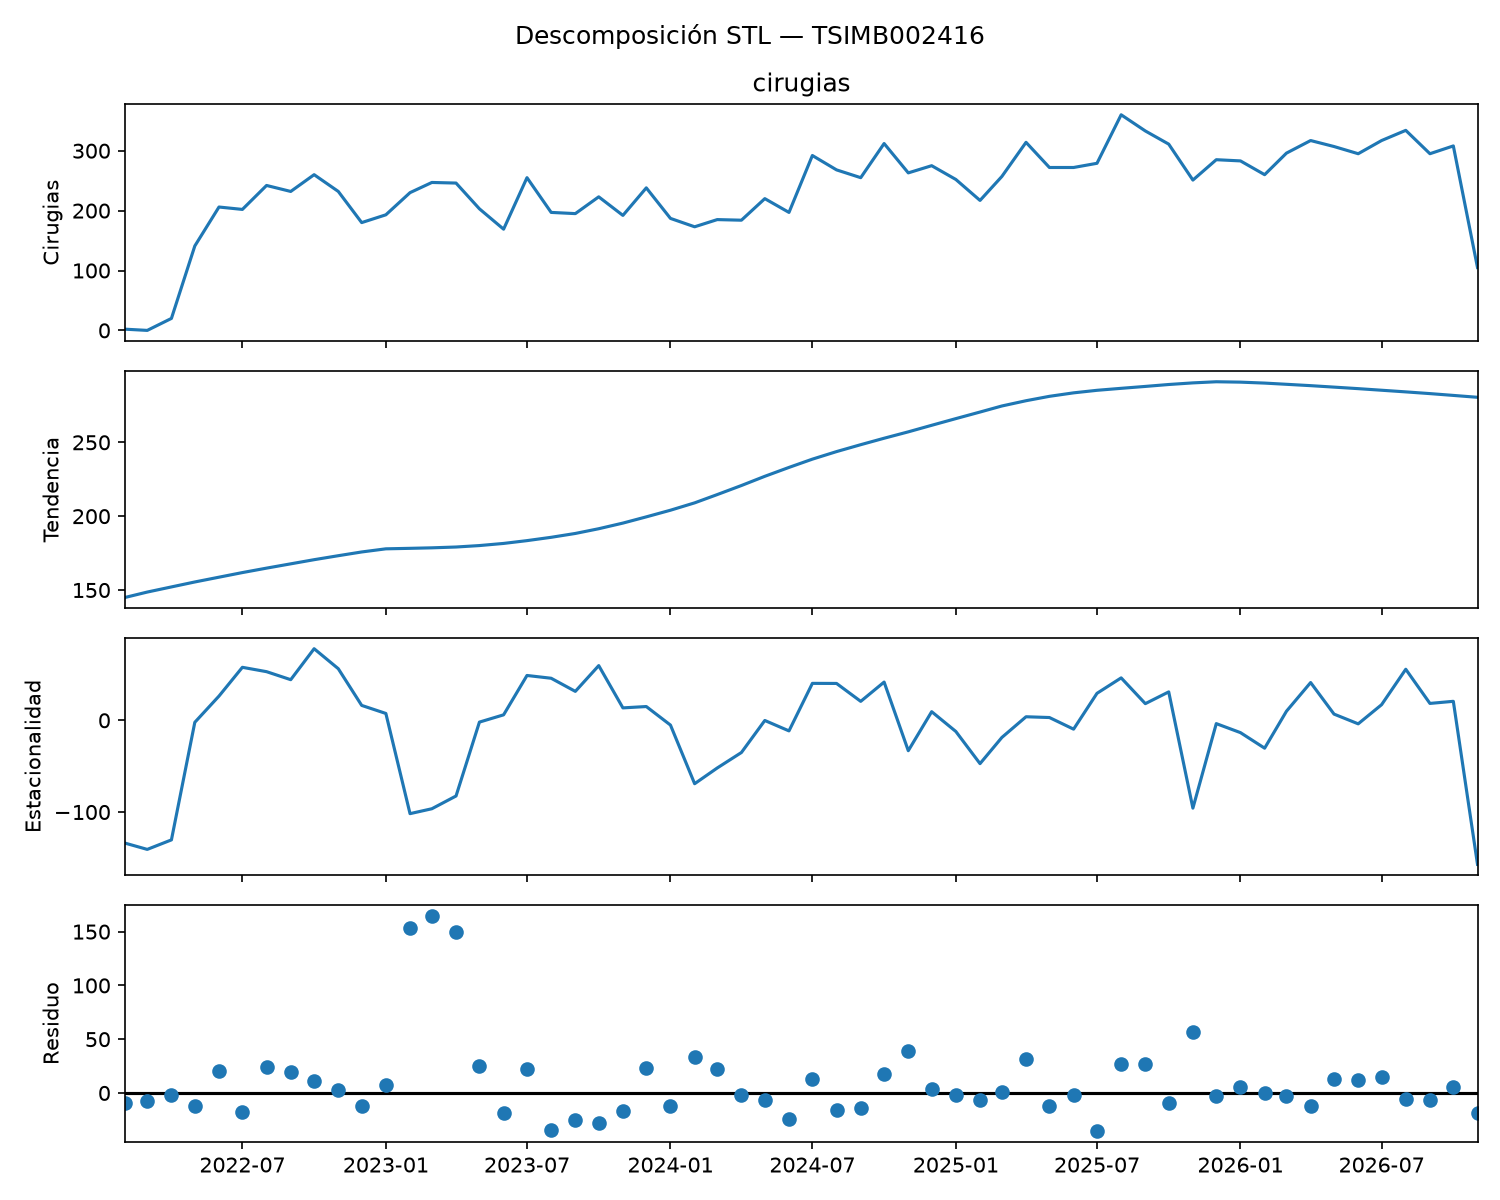 Descomposición STL — TSIMB002416
cirugias
Cirugias
300
200
100
0
Tendencia
250
200
150
Estacionalidad
0
−100
Residuo
150
100
50
0
2022-07 2023-01 2023-07 2024-01 2024-07 2025-01 2025-07 2026-01 2026-07